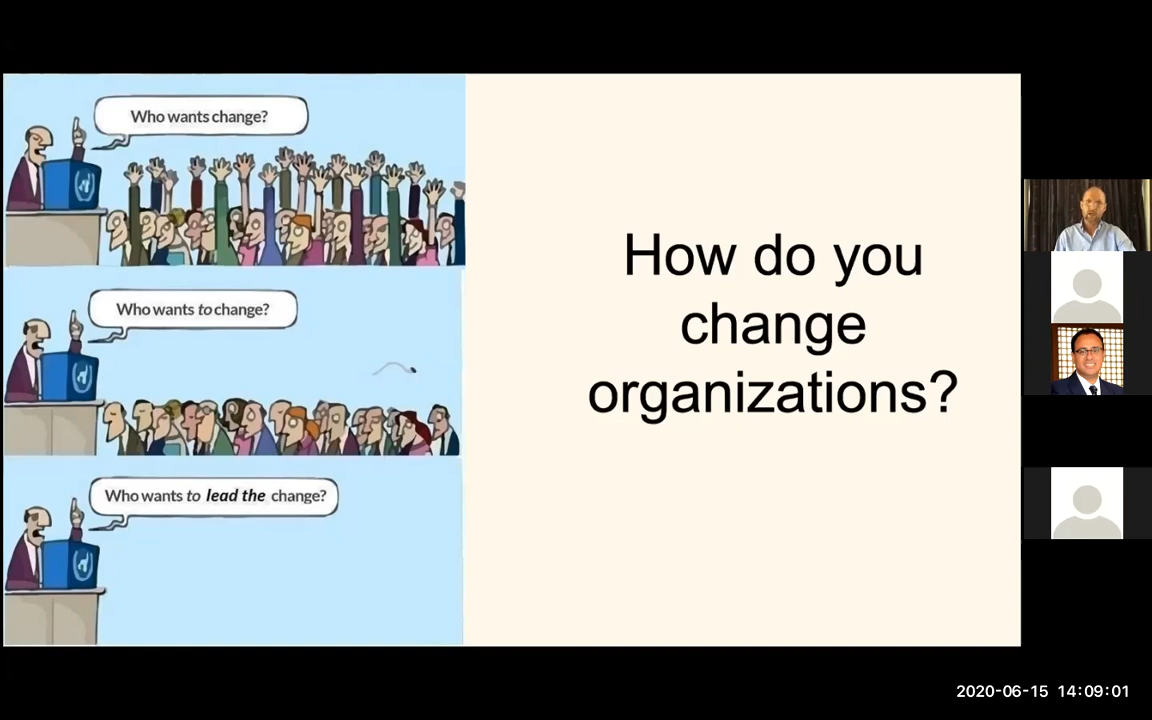 Who wants change?
Who wants to change?
Who wants to lead the change?
How do you
change
organizations?
2020-06-15 14:09:01